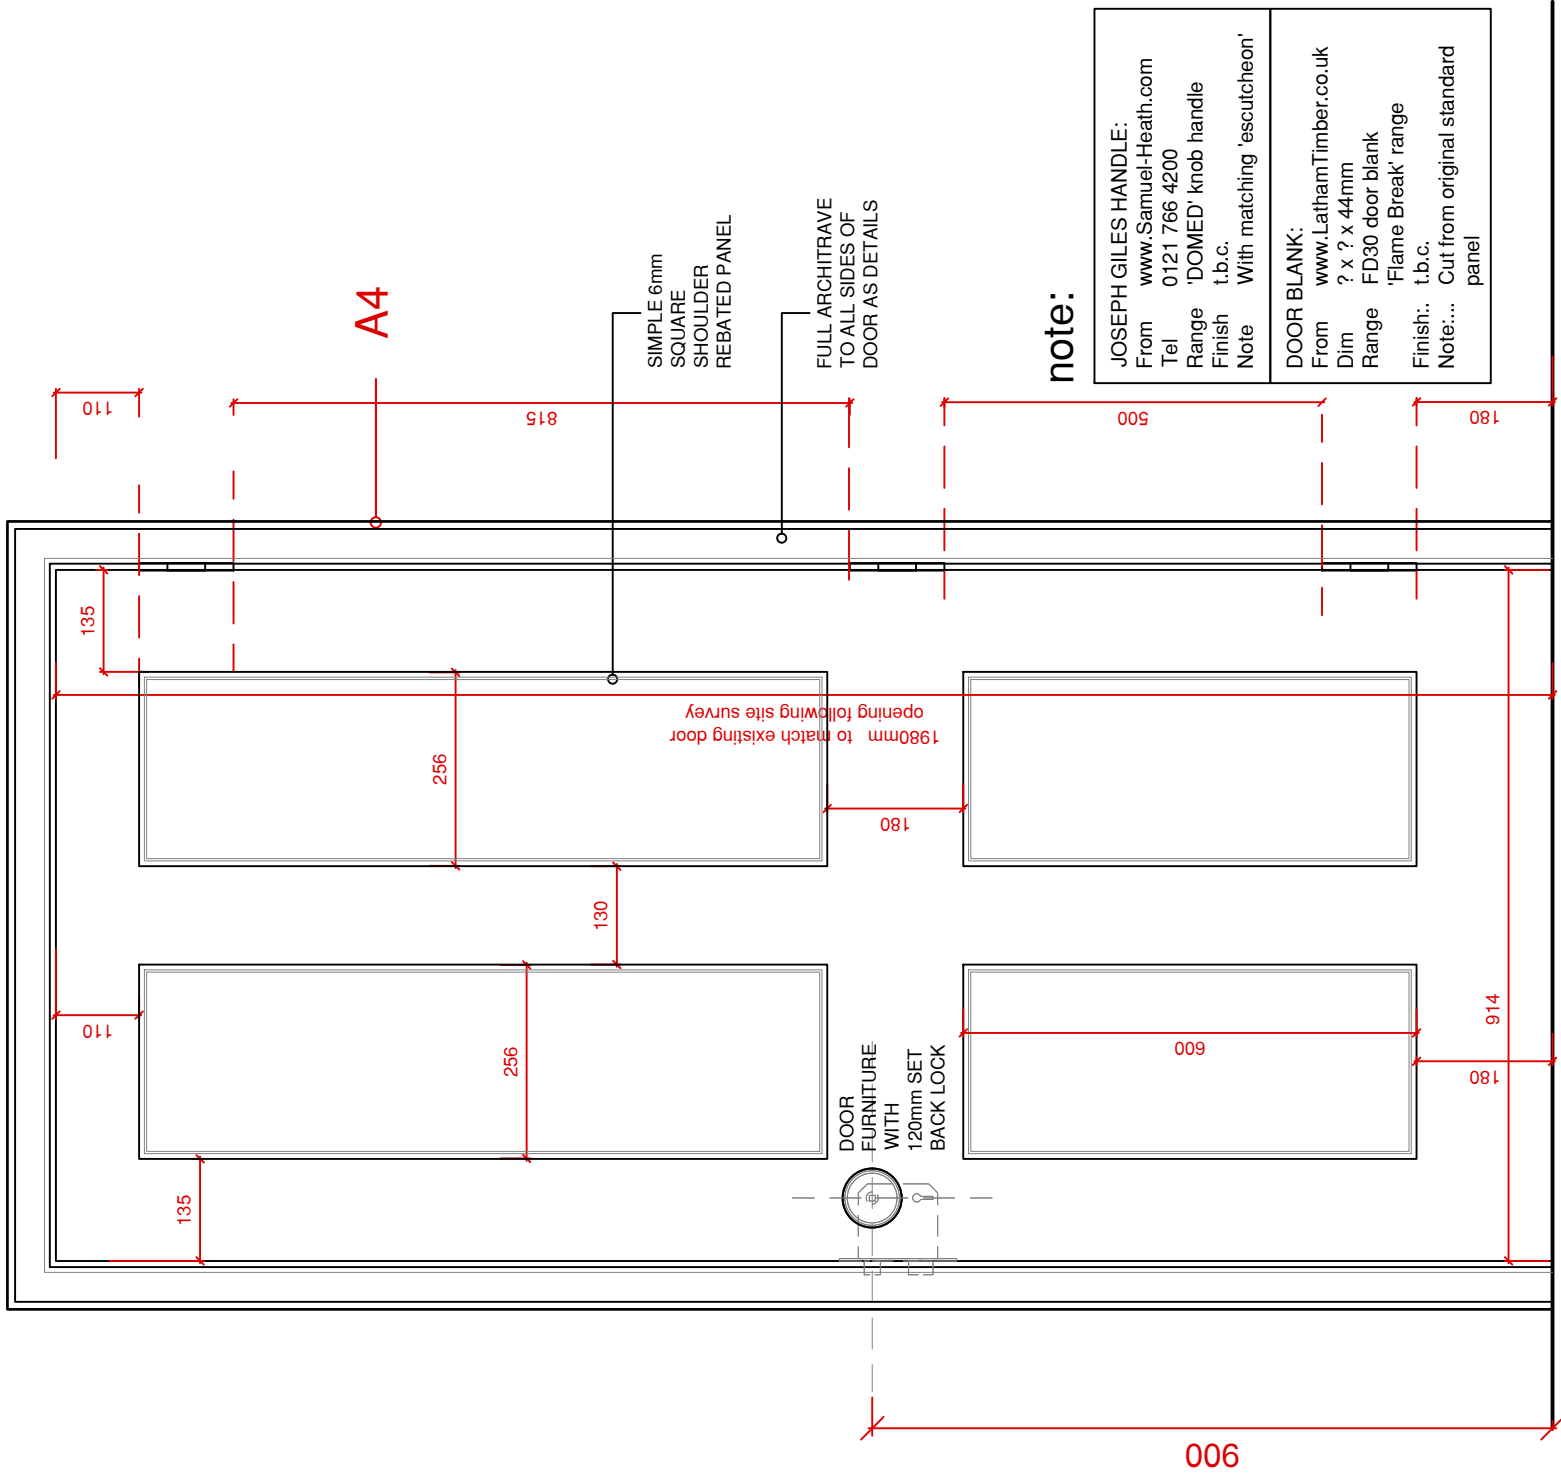 A4
110
815
500
180
135
256
130
256
135
110
180
600
180
914
900
1980mm to match existing door
opening following site survey
SIMPLE 6mm
SQUARE
SHOULDER
REBATED PANEL
FULL ARCHITRAVE
TO ALL SIDES OF
DOOR AS DETAILS
DOOR
FURNITURE
WITH
120mm SET
BACK LOCK
note:
JOSEPH GILES HANDLE:
From www.Samuel-Heath.com
Tel 0121 766 4200
Range 'DOMED' knob handle
Finish t.b.c.
Note With matching 'escutcheon'
DOOR BLANK:
From www.LathamTimber.co.uk
Dim ? x ? x 44mm
Range FD30 door blank
'Flame Break' range
Finish:. t.b.c.
Note:... Cut from original standard
panel